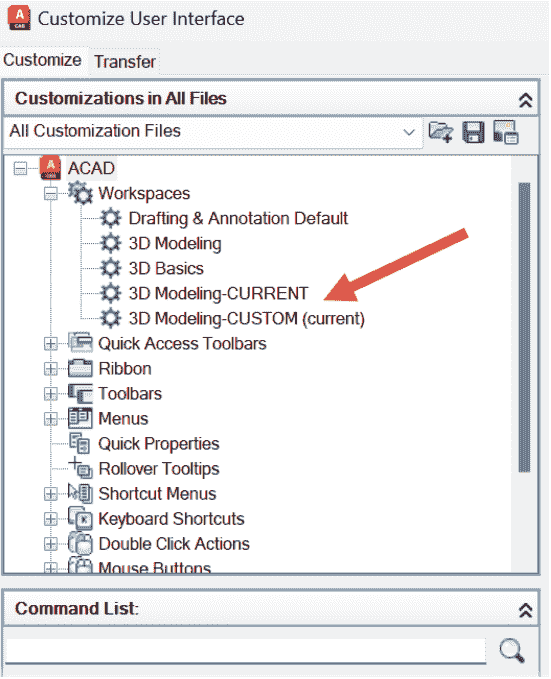 A
CAD
Customize User Interface
Customize Transfer
Customizations in All Files
All Customization Files
A
CAD
ACAD
Workspaces
Drafting & Annotation Default
3D Modeling
3D Basics
3D Modeling-CURRENT
3D Modeling-CUSTOM (current)
Quick Access Toolbars
Ribbon
Toolbars
Menus
Quick Properties
Rollover Tooltips
Shortcut Menus
Keyboard Shortcuts
Double Click Actions
Mouse Buttons
Command List: